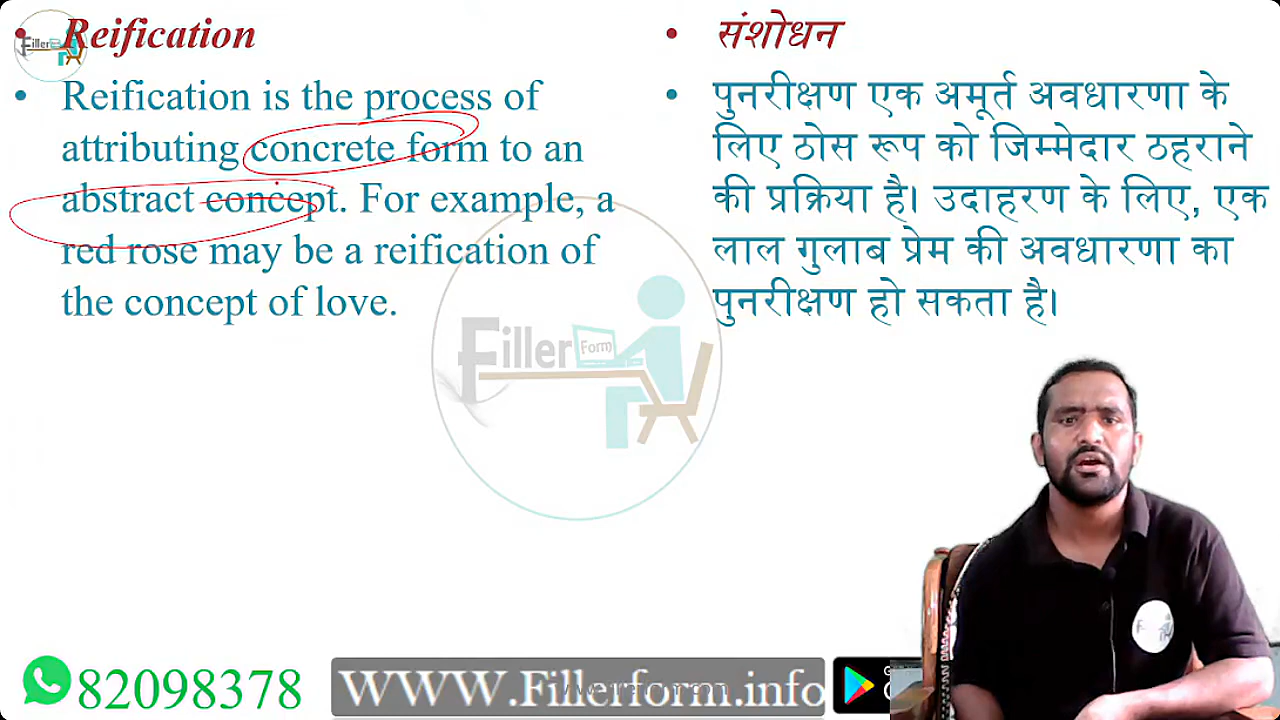 Reification
Reification is the process of
attributing concrete form to an
abstract concept. For example, a
red rose may be a reification of
the concept of love.
संशोधन
पुनरीक्षण एक अमूर्त अवधारणा के
लिए ठोस रूप को जिम्मेदार ठहराने
की प्रक्रिया है। उदाहरण के लिए, एक
लाल गुलाब प्रेम की अवधारणा का
पुनरीक्षण हो सकता है।
Filler Form
82098378
WWW.Fillerform.info